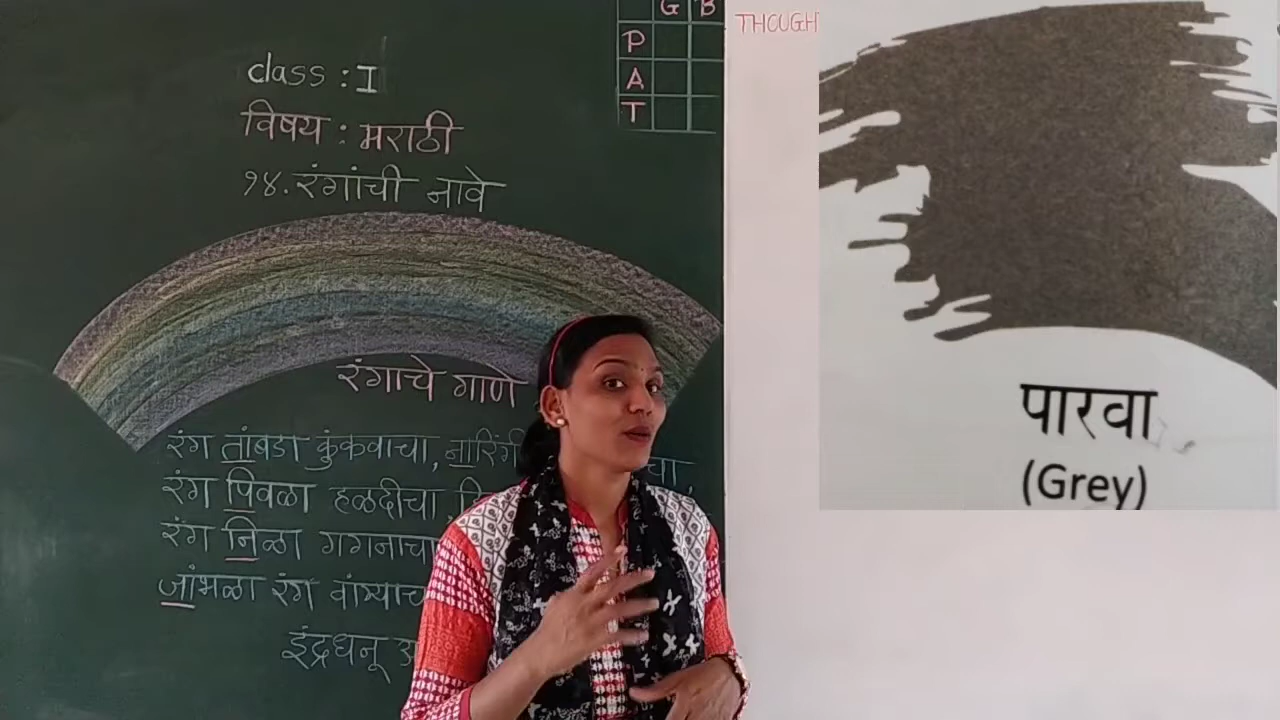 class : I
विषय : मराठी
१४. रंगांची नावे
G B
P
A
T
THOUGH
रंगाचे गाणे
रंग तांबडा कुंकवाचा, नारिंगी चा,
रंग पिवळा हळदीचा
रंग निळा गगनाचा
जांभळा रंग वांग्याच
इंद्रधनू
पारवा
(Grey)